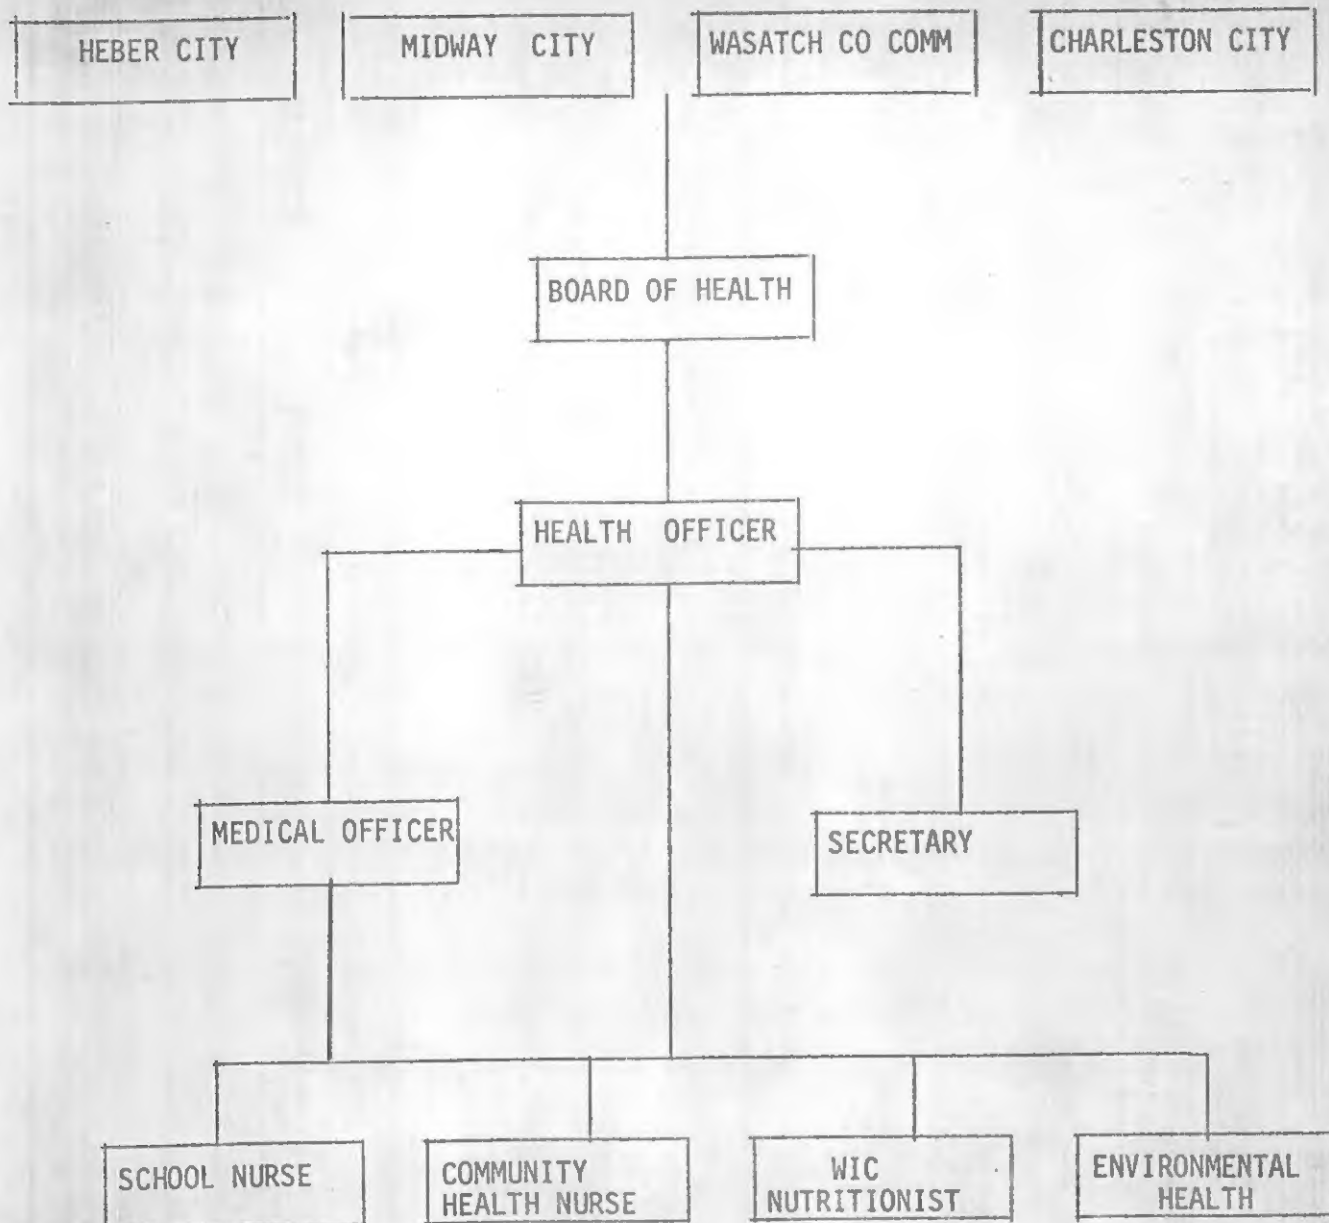 HEBER CITY
MIDWAY CITY
WASATCH CO COMM
CHARLESTON CITY
BOARD OF HEALTH
HEALTH OFFICER
MEDICAL OFFICER
SECRETARY
SCHOOL NURSE
COMMUNITY
HEALTH NURSE
WIC
NUTRITIONIST
ENVIRONMENTAL
HEALTH